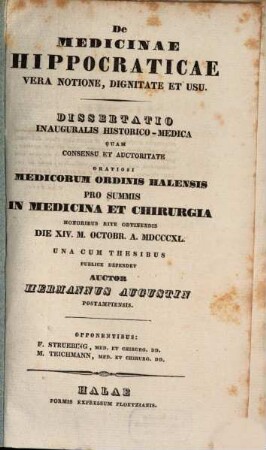 De
MEDICINAE
HIPPOCRATICAE
VERA NOTIONE, DIGNITATE ET USU.
DISSERTATIO
INAUGURALIS HISTORICO-MEDICA
QUAM
CONSENSU ET AUCTORITATE
GRATIOSI
MEDICORUM ORDINIS HALENSIS
PRO SUMMIS
IN MEDICINA ET CHIRURGIA
HONORIBUS RITE OBTINENDIS
DIE XIV. M. OCTOBR. A. MDCCCXL.
UNA CUM THESIBUS
PUBLICE DEFENDET
AUCTOR
HERMANNUS AUGUSTIN
POSTAMPIENSIS.
OPPONENTIBUS:
F. STRUEBING, MED. ET CHIRURG. DD.
M. TEICHMANN, MED. ET CHIRURG. DD.
HALAE
FORMIS EXPRESSUM PLOETZIANIS.